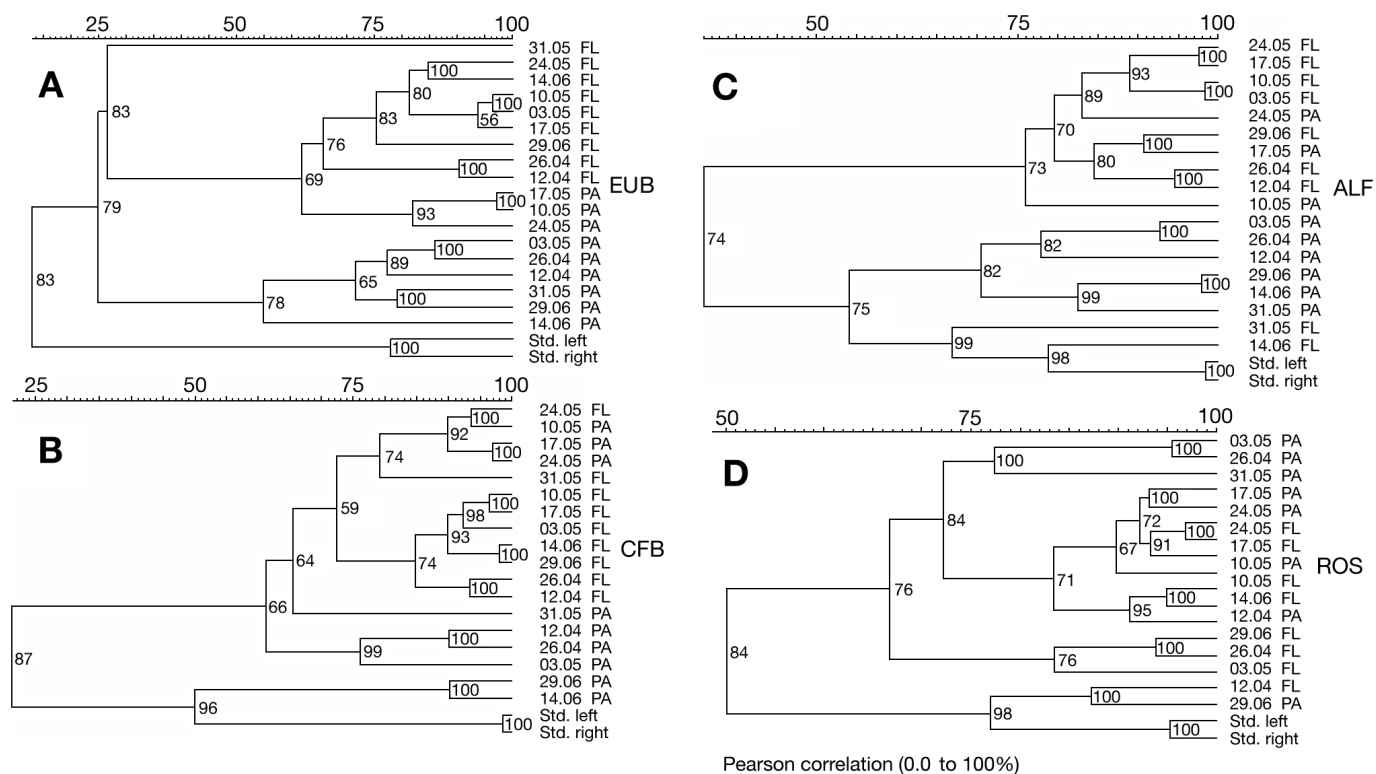 25 50 75 100
A
31.05 FL
24.05 FL
100
14.06 FL
80
10.05 FL
100
03.05 FL
83
83
56
17.05 FL
76
29.06 FL
26.04 FL
100
69
12.04 FL
EUB
17.05 PA
100
79
93
10.05 PA
24.05 PA
03.05 PA
100
89
26.04 PA
83
65
12.04 PA
78
31.05 PA
100
29.06 PA
14.06 PA
Std. left
100
Std. right
25 50 75 100
B
24.05 FL
100
10.05 PA
92
17.05 PA
100
74
24.05 PA
31.05 FL
10.05 FL
100
59
98
17.05 FL
93
03.05 FL
14.06 FL
100
CFB
64
74
29.06 FL
26.04 FL
100
12.04 FL
66
31.05 PA
12.04 PA
100
99
26.04 PA
87
03.05 PA
29.06 PA
100
96
14.06 PA
Std. left
100
Std. right
50 75 100
C
24.05 FL
100
17.05 FL
93
10.05 FL
100
89
03.05 FL
24.05 PA
70
29.06 FL
100
73
80
17.05 PA
26.04 FL
100
12.04 FL
ALF
10.05 PA
03.05 PA
100
74
82
26.04 PA
82
12.04 PA
29.06 PA
100
99
14.06 PA
75
31.05 PA
31.05 FL
99
14.06 FL
98
Std. left
100
Std. right
50 75 100
D
03.05 PA
100
26.04 PA
100
31.05 PA
17.05 PA
100
84
72
24.05 PA
24.05 FL
100
67
91
17.05 FL
10.05 PA
ROS
71
10.05 FL
76
14.06 FL
100
95
12.04 PA
29.06 FL
100
84
76
26.04 FL
03.05 FL
12.04 FL
100
98
29.06 PA
Std. left
100
Std. right
Pearson correlation (0.0 to 100%)